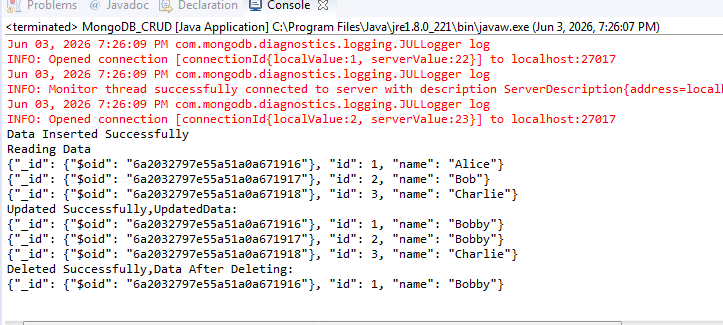 Problems @ Javadoc Declaration Console
<terminated> MongoDB_CRUD [Java Application] C:\Program Files\Java\jre1.8.0_221\bin\javaw.exe (Jun 3, 2026, 7:26:07 PM)
Jun 03, 2026 7:26:09 PM com.mongodb.diagnostics.logging.JULLogger log
INFO: Opened connection [connectionId{localValue:1, serverValue:22}] to localhost:27017
Jun 03, 2026 7:26:09 PM com.mongodb.diagnostics.logging.JULLogger log
INFO: Monitor thread successfully connected to server with description ServerDescription{address=local
Jun 03, 2026 7:26:09 PM com.mongodb.diagnostics.logging.JULLogger log
INFO: Opened connection [connectionId{localValue:2, serverValue:23}] to localhost:27017
Data Inserted Successfully
Reading Data
{"_id": {"$oid": "6a2032797e55a51a0a671916"}, "id": 1, "name": "Alice"}
{"_id": {"$oid": "6a2032797e55a51a0a671917"}, "id": 2, "name": "Bob"}
{"_id": {"$oid": "6a2032797e55a51a0a671918"}, "id": 3, "name": "Charlie"}
Updated Successfully,UpdatedData:
{"_id": {"$oid": "6a2032797e55a51a0a671916"}, "id": 1, "name": "Bobby"}
{"_id": {"$oid": "6a2032797e55a51a0a671917"}, "id": 2, "name": "Bobby"}
{"_id": {"$oid": "6a2032797e55a51a0a671918"}, "id": 3, "name": "Charlie"}
Deleted Successfully,Data After Deleting:
{"_id": {"$oid": "6a2032797e55a51a0a671916"}, "id": 1, "name": "Bobby"}